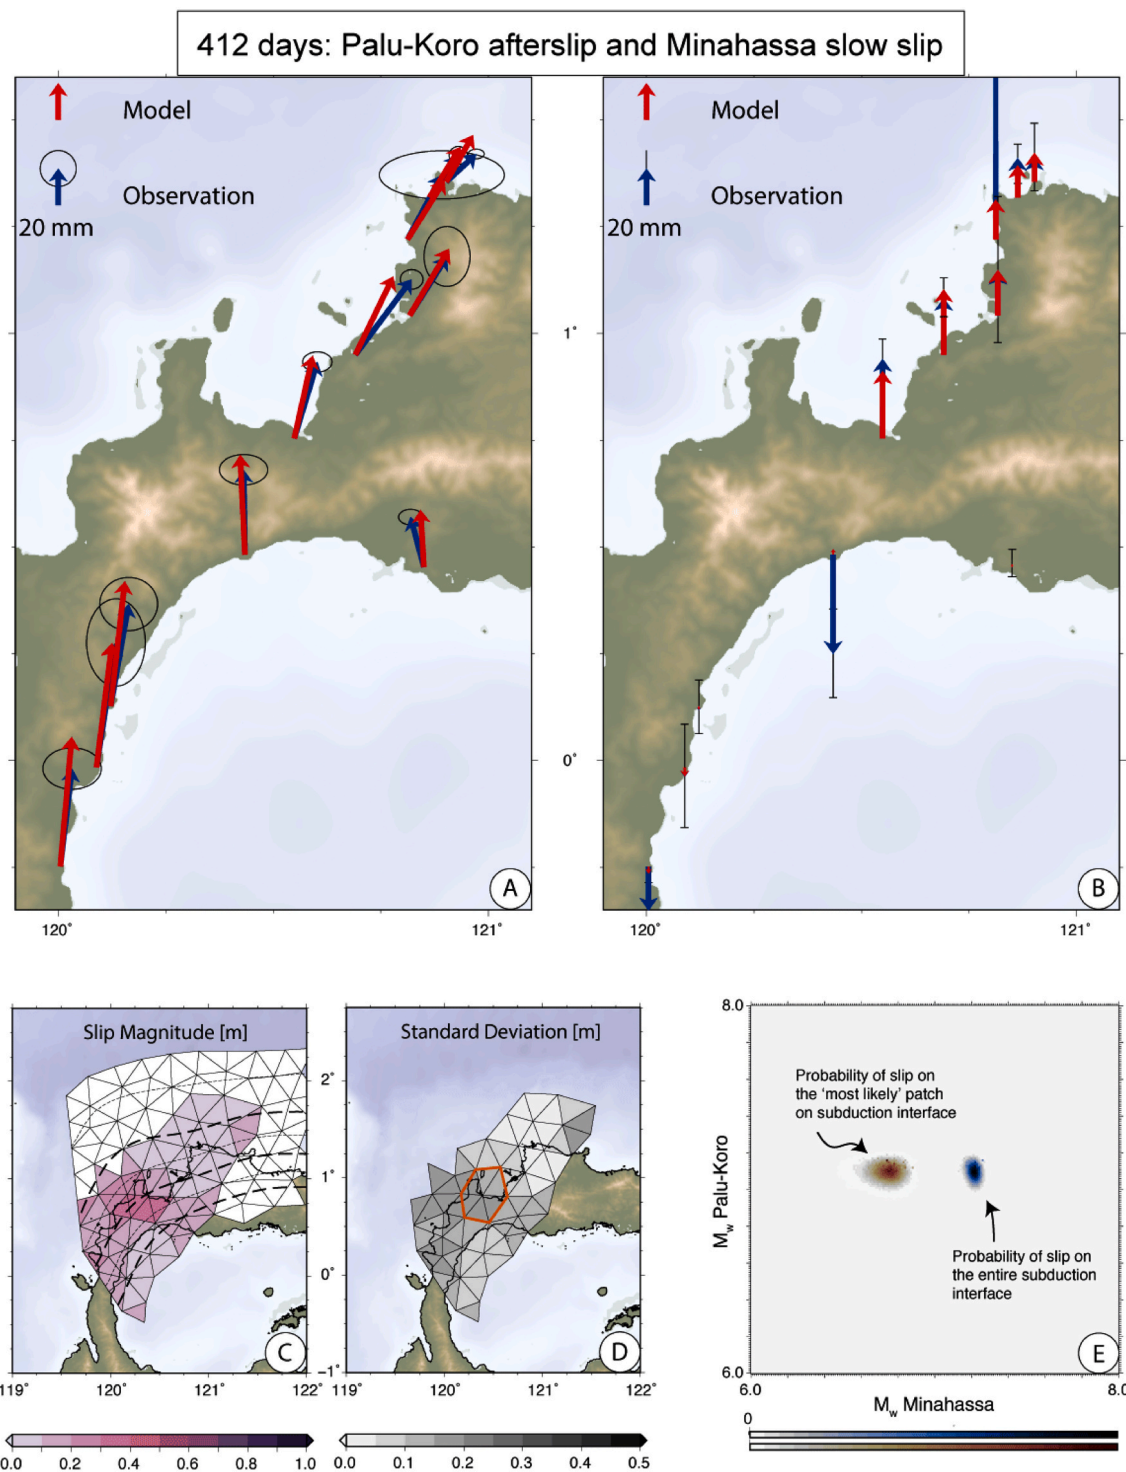 412 days: Palu-Koro afterslip and Minahassa slow slip
Model
Observation
20 mm
A
120°
121°
1°
0°
Model
Observation
20 mm
B
120°
121°
Slip Magnitude [m]
C
119°
120°
121°
122°
2°
1°
0°
−1°
0.0 0.2 0.4 0.6 0.8 1.0
Standard Deviation [m]
D
119°
120°
121°
122°
0.0 0.1 0.2 0.3 0.4 0.5
8.0
Mw Palu-Koro
Probability of slip on
the 'most likely' patch
on subduction interface
Probability of slip on
the entire subduction
interface
E
6.0
6.0
8.0
Mw Minahassa
0